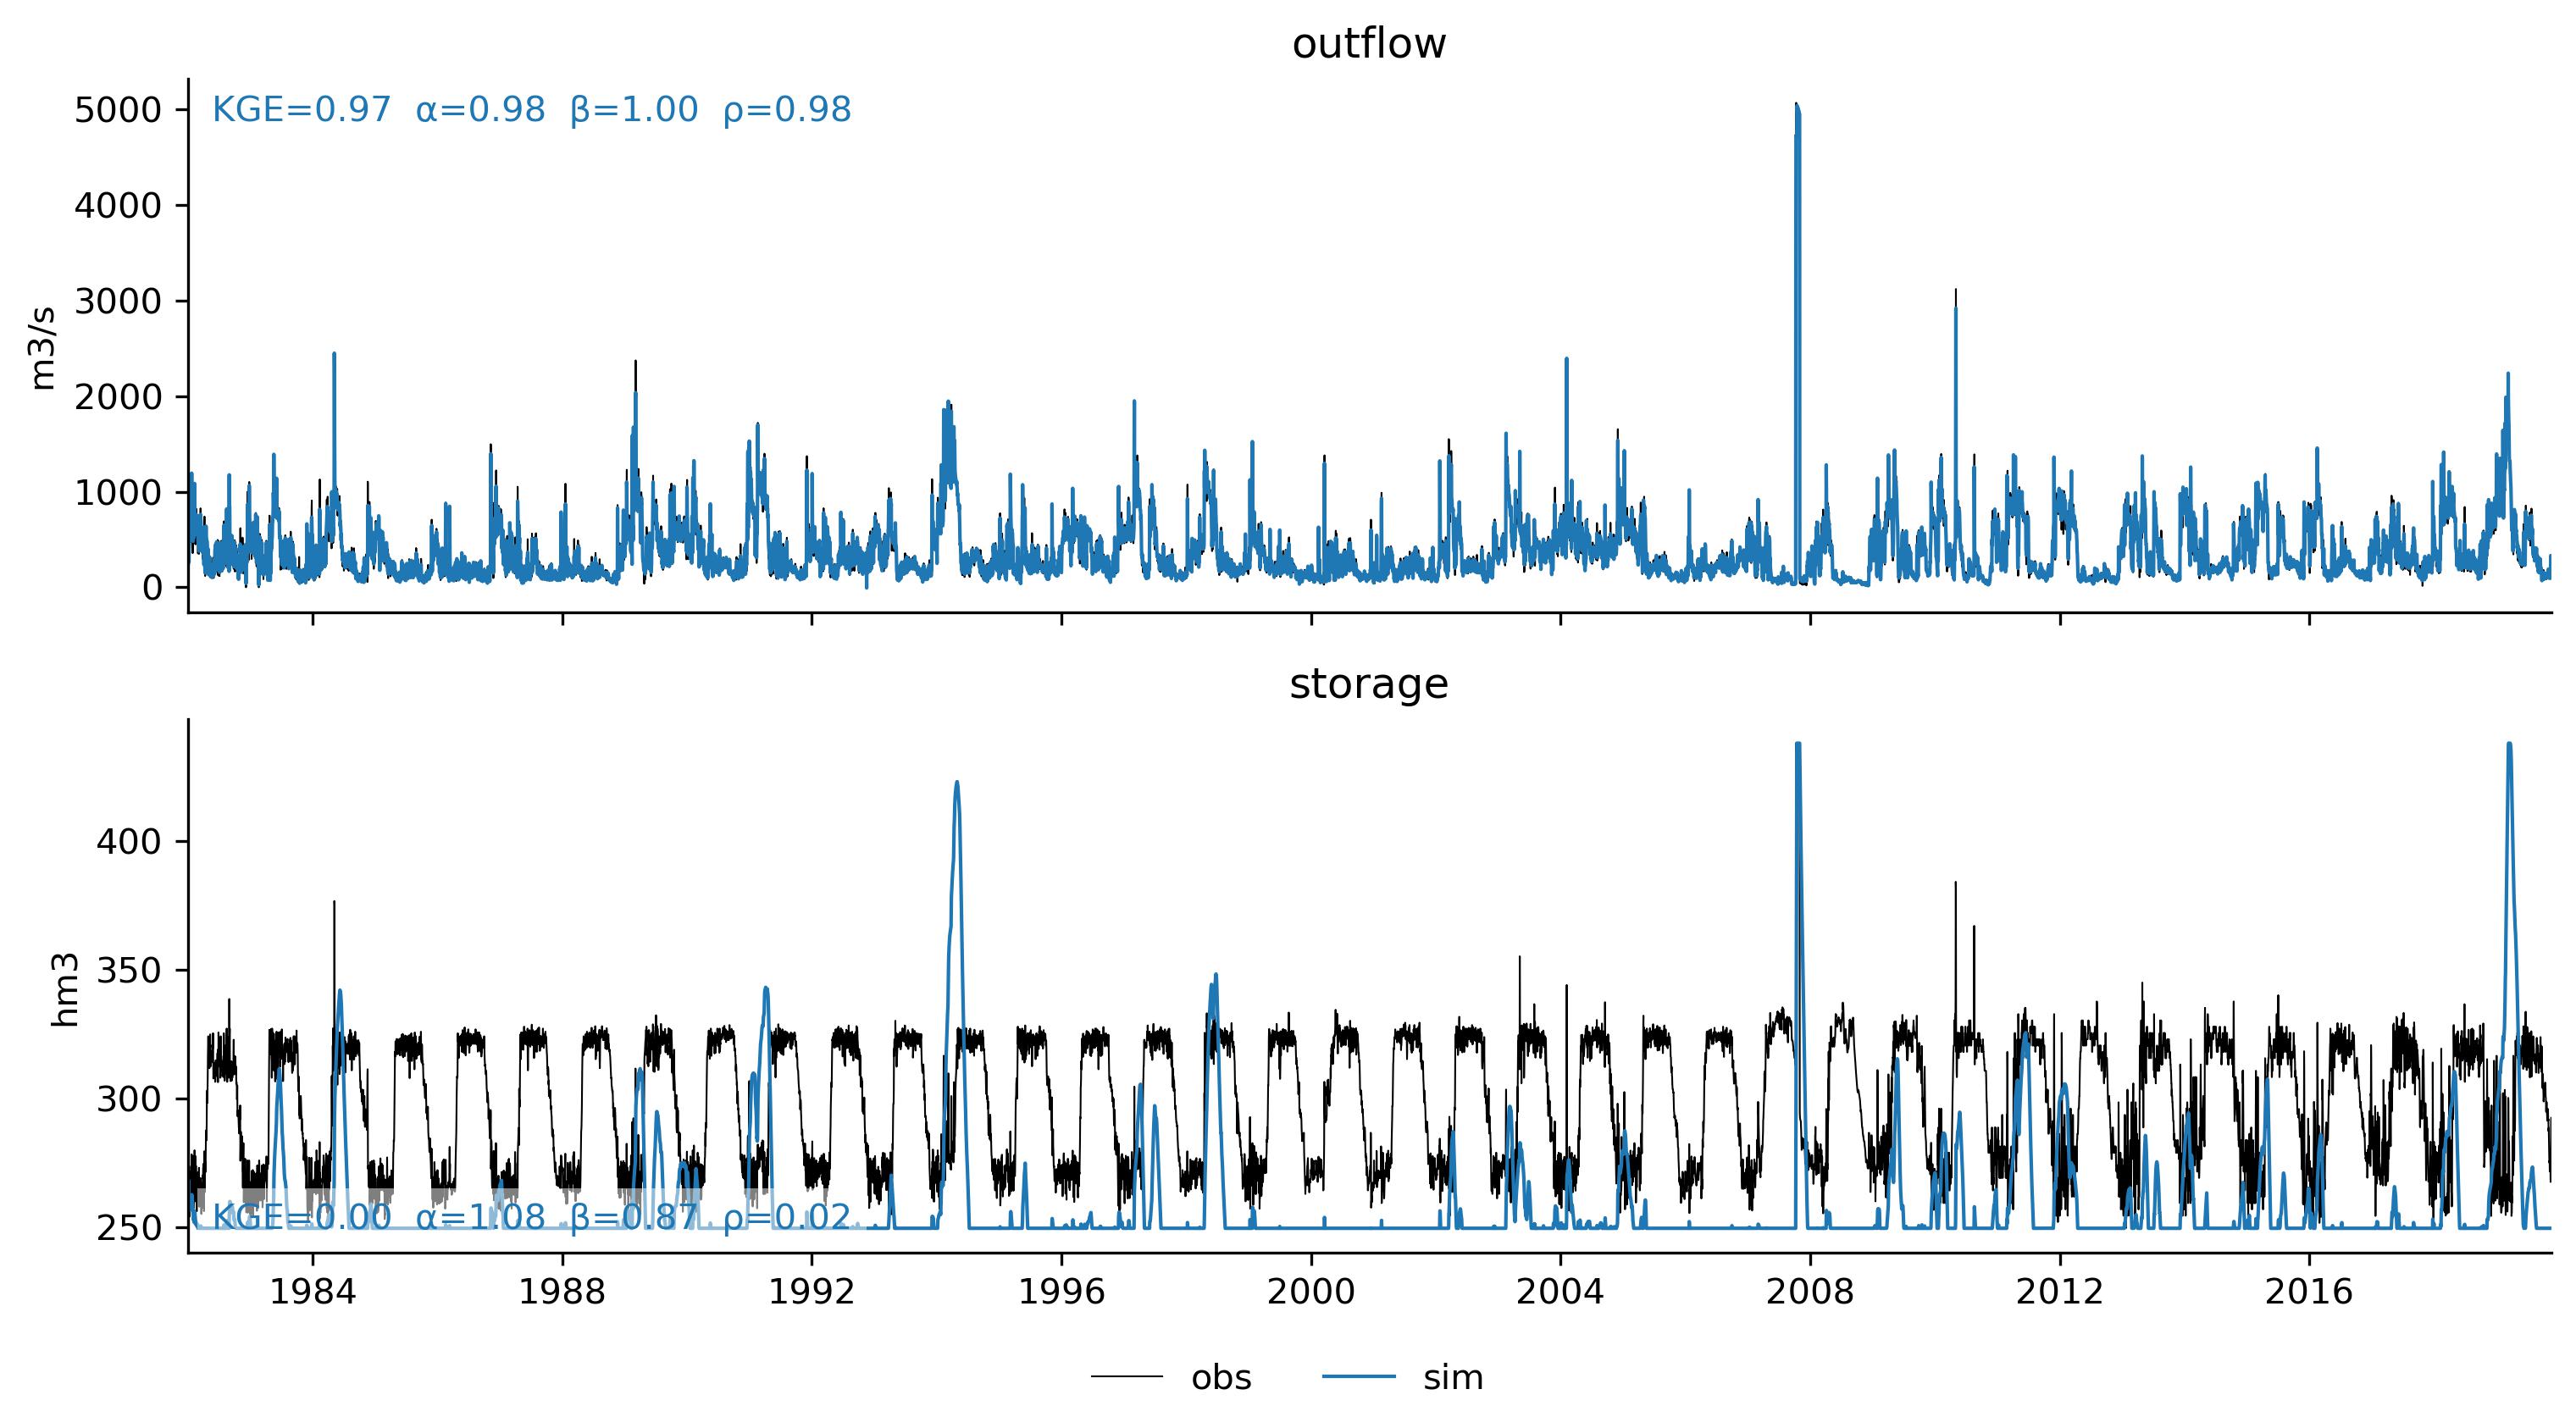 outflow
KGE=0.97 α=0.98 β=1.00 ρ=0.98
5000
4000
3000
2000
1000
0
m3/s
storage
400
350
300
250
hm3
KGE=0.00 α=1.08 β=0.87 ρ=0.02
1984 1988 1992 1996 2000 2004 2008 2012 2016
obs sim